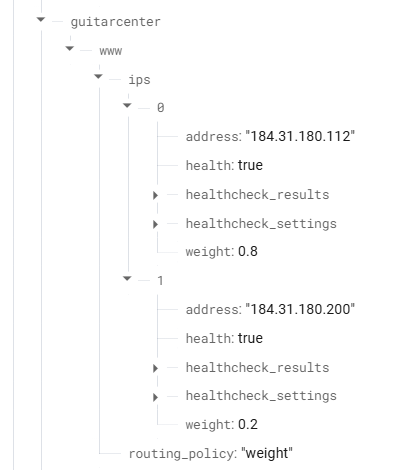 guitarcenter
www
ips
0
address: "184.31.180.112"
health: true
healthcheck_results
healthcheck_settings
weight: 0.8
1
address: "184.31.180.200"
health: true
healthcheck_results
healthcheck_settings
weight: 0.2
routing_policy: "weight"